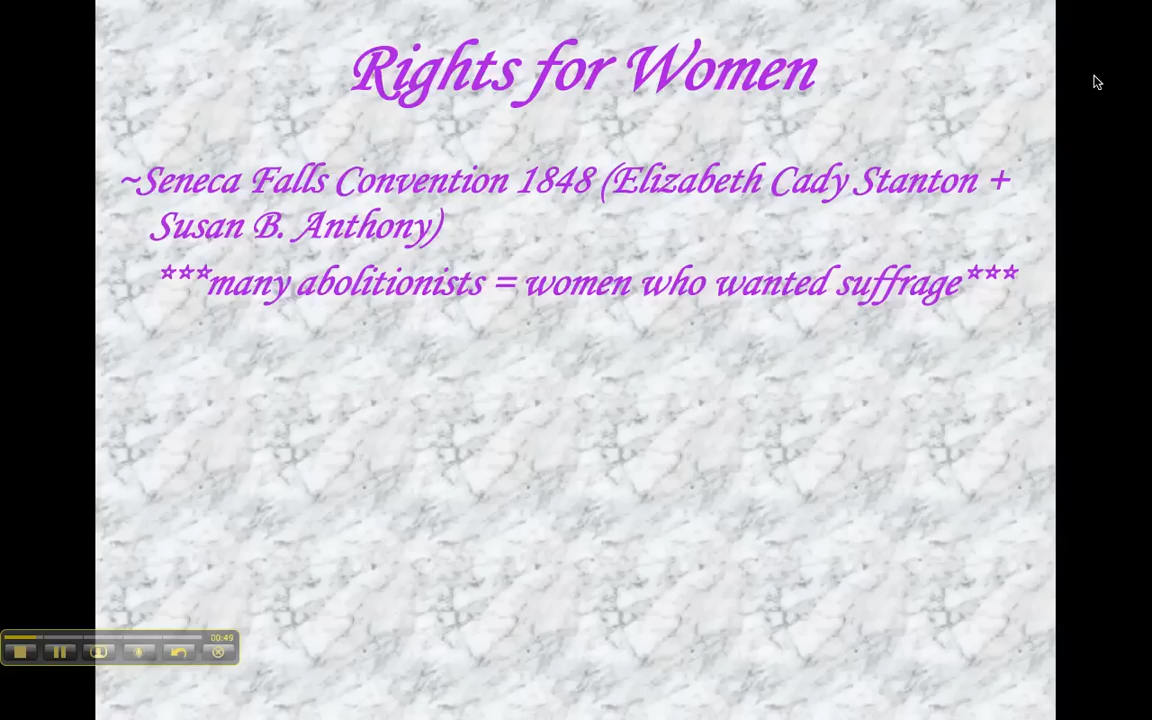 Rights for Women
~Seneca Falls Convention 1848 (Elizabeth Cady Stanton +
Susan B. Anthony)
***many abolitionists = women who wanted suffrage***
00:49